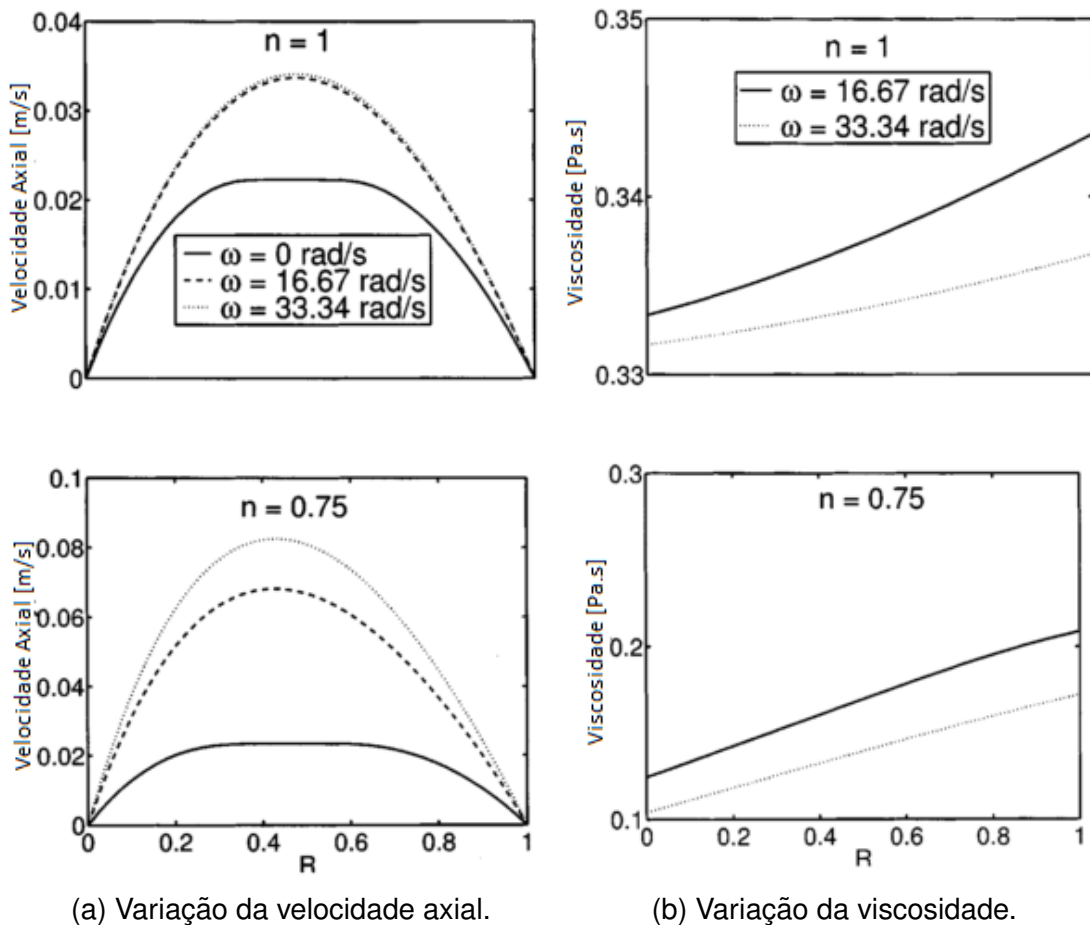 0.04
0.03
0.02
0.01
0
Velocidade Axial [m/s]
n = 1
ω = 0 rad/s
ω = 16.67 rad/s
ω = 33.34 rad/s
0.35
0.34
0.33
Viscosidade [Pa.s]
n = 1
ω = 16.67 rad/s
ω = 33.34 rad/s
0.1
0.08
0.06
0.04
0.02
0
Velocidade Axial [m/s]
n = 0.75
0 0.2 0.4 0.6 0.8 1
R
0.3
0.2
0.1
Viscosidade [Pa.s]
n = 0.75
0 0.2 0.4 0.6 0.8 1
R
(a) Variação da velocidade axial.
(b) Variação da viscosidade.